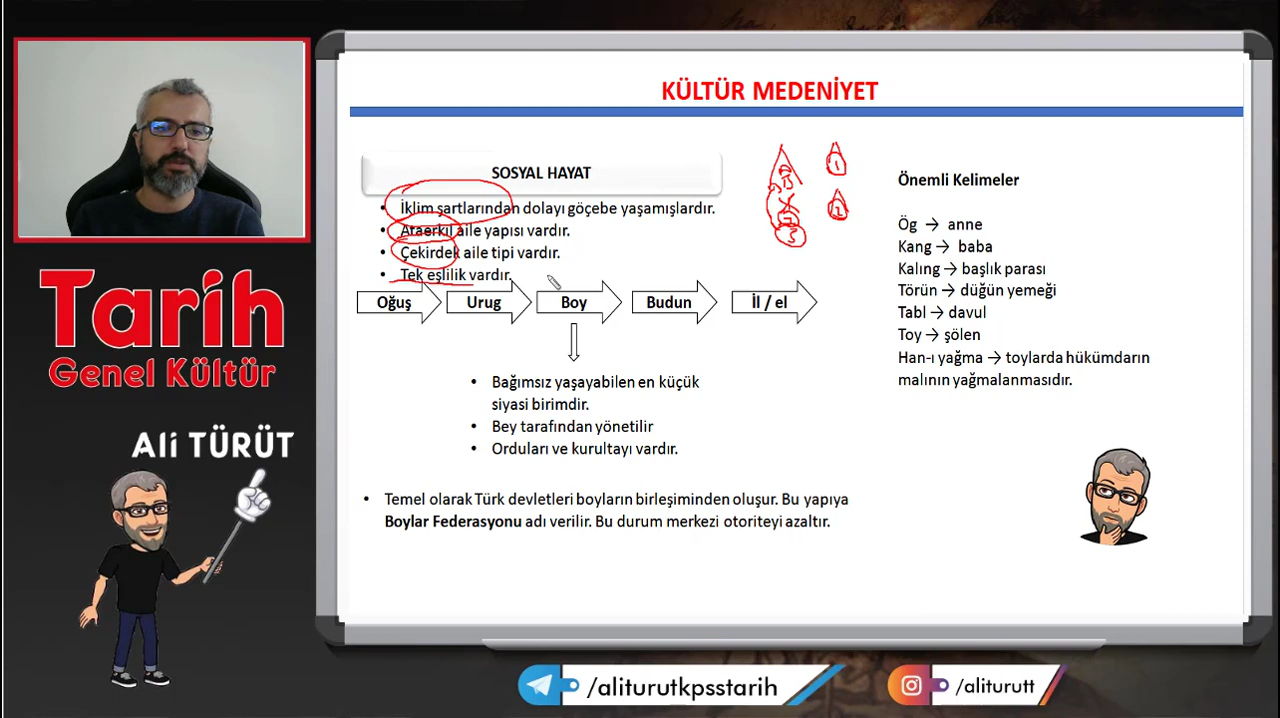 KÜLTÜR MEDENİYET
SOSYAL HAYAT
• İklim şartlarından dolayı göçebe yaşamışlardır.
• Ataerkil aile yapısı vardır.
• Çekirdek aile tipi vardır.
• Tek eşlilik vardır.
Oğuş Urug Boy Budun İl / el
• Bağımsız yaşayabilen en küçük
siyasi birimdir.
• Bey tarafından yönetilir
• Orduları ve kurultayı vardır.
• Temel olarak Türk devletleri boyların birleşiminden oluşur. Bu yapıya
Boylar Federasyonu adı verilir. Bu durum merkezi otoriteyi azaltır.
1
2
Önemli Kelimeler
Ög → anne
Kang → baba
Kalıng → başlık parası
Törün → düğün yemeği
Tabl → davul
Toy → şölen
Han-ı yağma → toylarda hükümdarın
malının yağmalanmasıdır.
Tarih
Genel Kültür
Ali TÜRÜT
/aliturutkpsstarih
/aliturutt